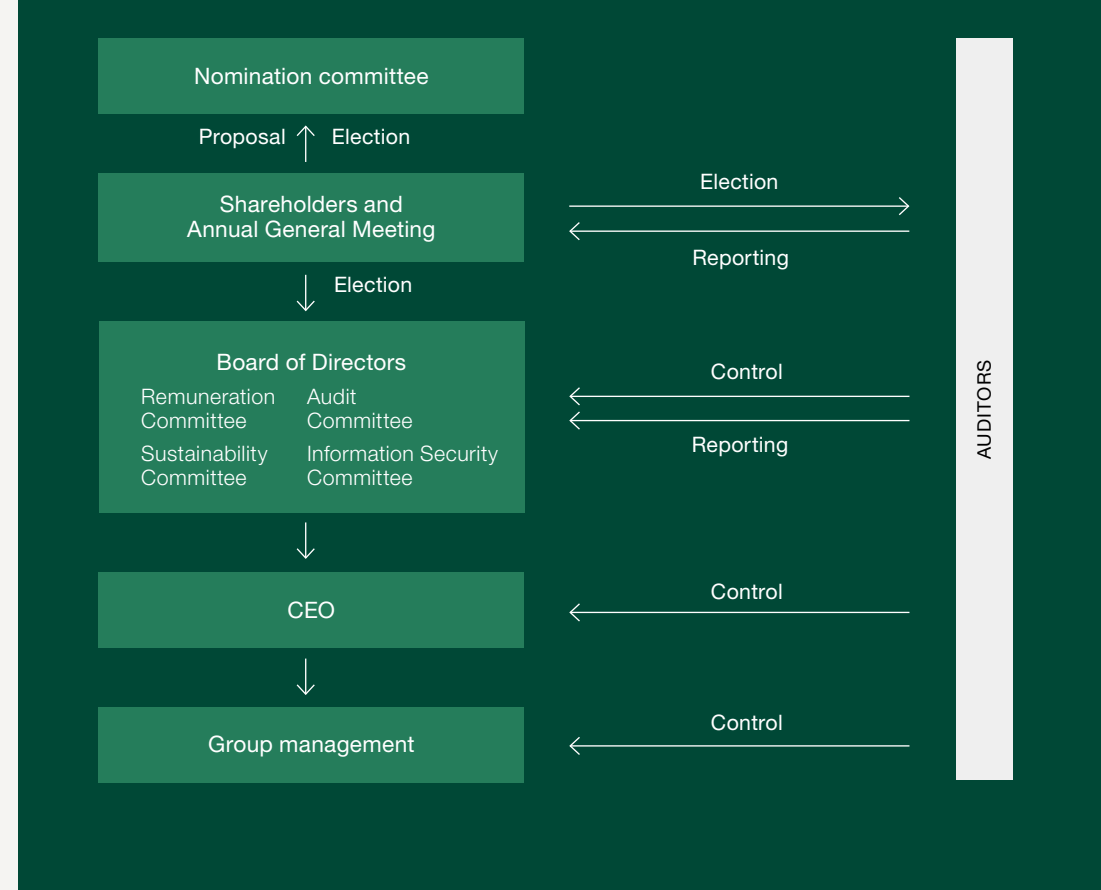 Nomination committee
Proposal Election
Shareholders and
Annual General Meeting
Election
Reporting
Election
Board of Directors
Remuneration
Committee
Audit
Committee
Sustainability
Committee
Information Security
Committee
Control
Reporting
CEO
Control
Group management
Control
AUDITORS